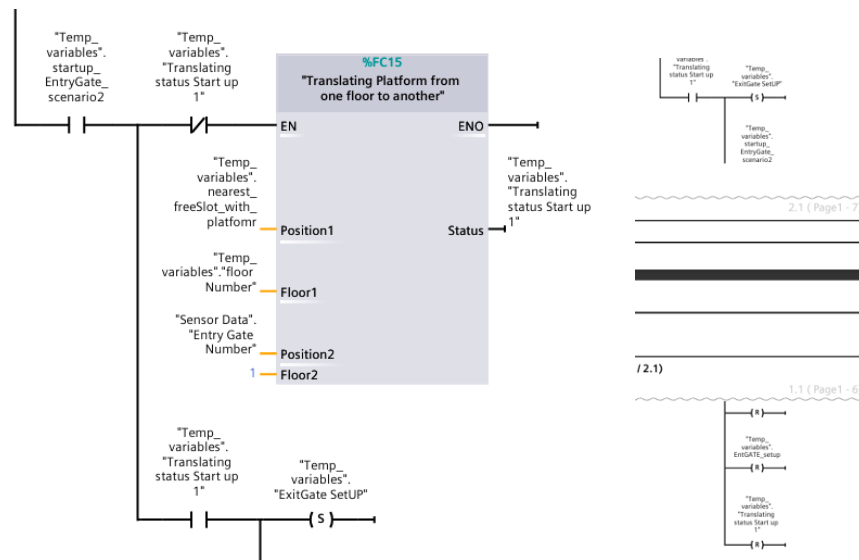 "Temp_
variables".
startup_
EntryGate_
scenario2
"Temp_
variables".
"Translating
status Start up
1"
%FC15
"Translating Platform from
one floor to another"
EN
ENO
"Temp_
variables".
nearest_
freeSlot_with_
platfomr
Position1
"Temp_
variables".
"Translating
status Start up
1"
Status
"Temp_
variables"."floor
Number"
Floor1
"Sensor Data".
"Entry Gate
Number"
Position2
1
Floor2
"Temp_
variables".
"Translating
status Start up
1"
"Temp_
variables".
"ExitGate SetUP"
S
variables".
"Translating
status Start up
1"
"Temp_
variables".
"ExitGate SetUP"
S
"Temp_
variables".
startup_
EntryGate_
scenario2
2.1 ( Page1 - 7
/ 2.1)
1.1 ( Page1 - 6
R
"Temp_
variables".
EntGATE_setup
R
"Temp_
variables".
"Translating
status Start up
1"
R